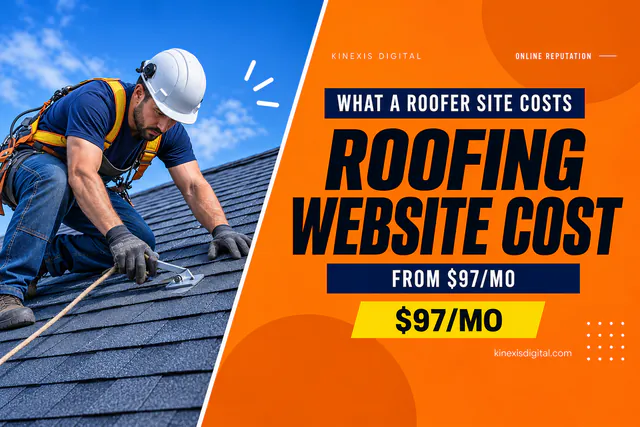 KINEXIS DIGITAL
ONLINE REPUTATION
WHAT A ROOFER SITE COSTS
ROOFING
WEBSITE COST
FROM $97/MO
$97/MO
kinexisdigital.com